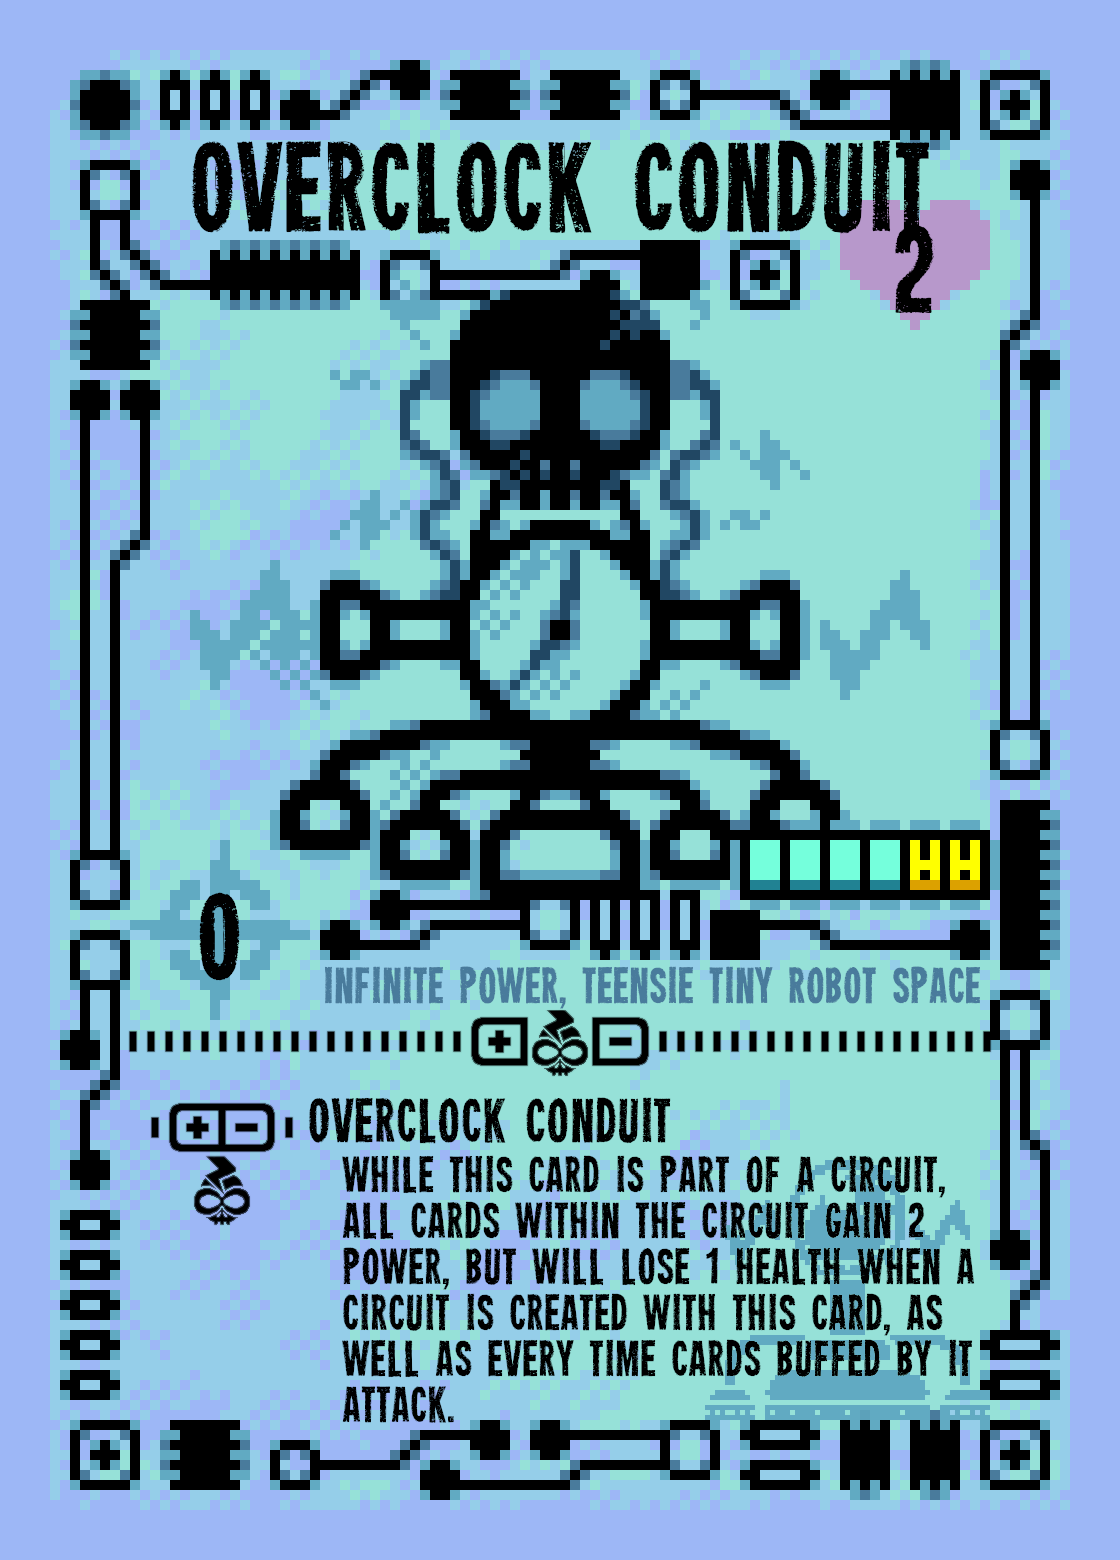 OVERCLOCK CONDUIT
2
0
INFINITE POWER, TEENSIE TINY ROBOT SPACE
OVERCLOCK CONDUIT
WHILE THIS CARD IS PART OF A CIRCUIT,
ALL CARDS WITHIN THE CIRCUIT GAIN 2
POWER, BUT WILL LOSE 1 HEALTH WHEN A
CIRCUIT IS CREATED WITH THIS CARD, AS
WELL AS EVERY TIME CARDS BUFFED BY IT
ATTACK.